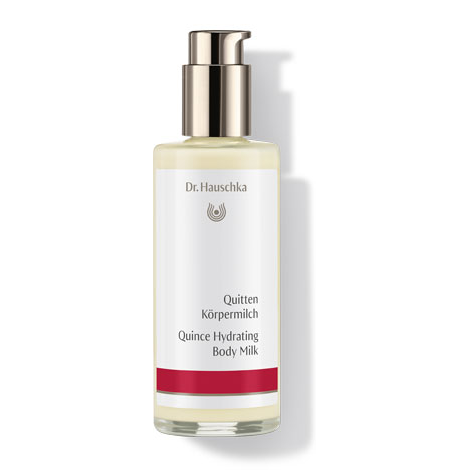 Dr. Hauschka
Quitten
Körpermilch
Quince Hydrating
Body Milk